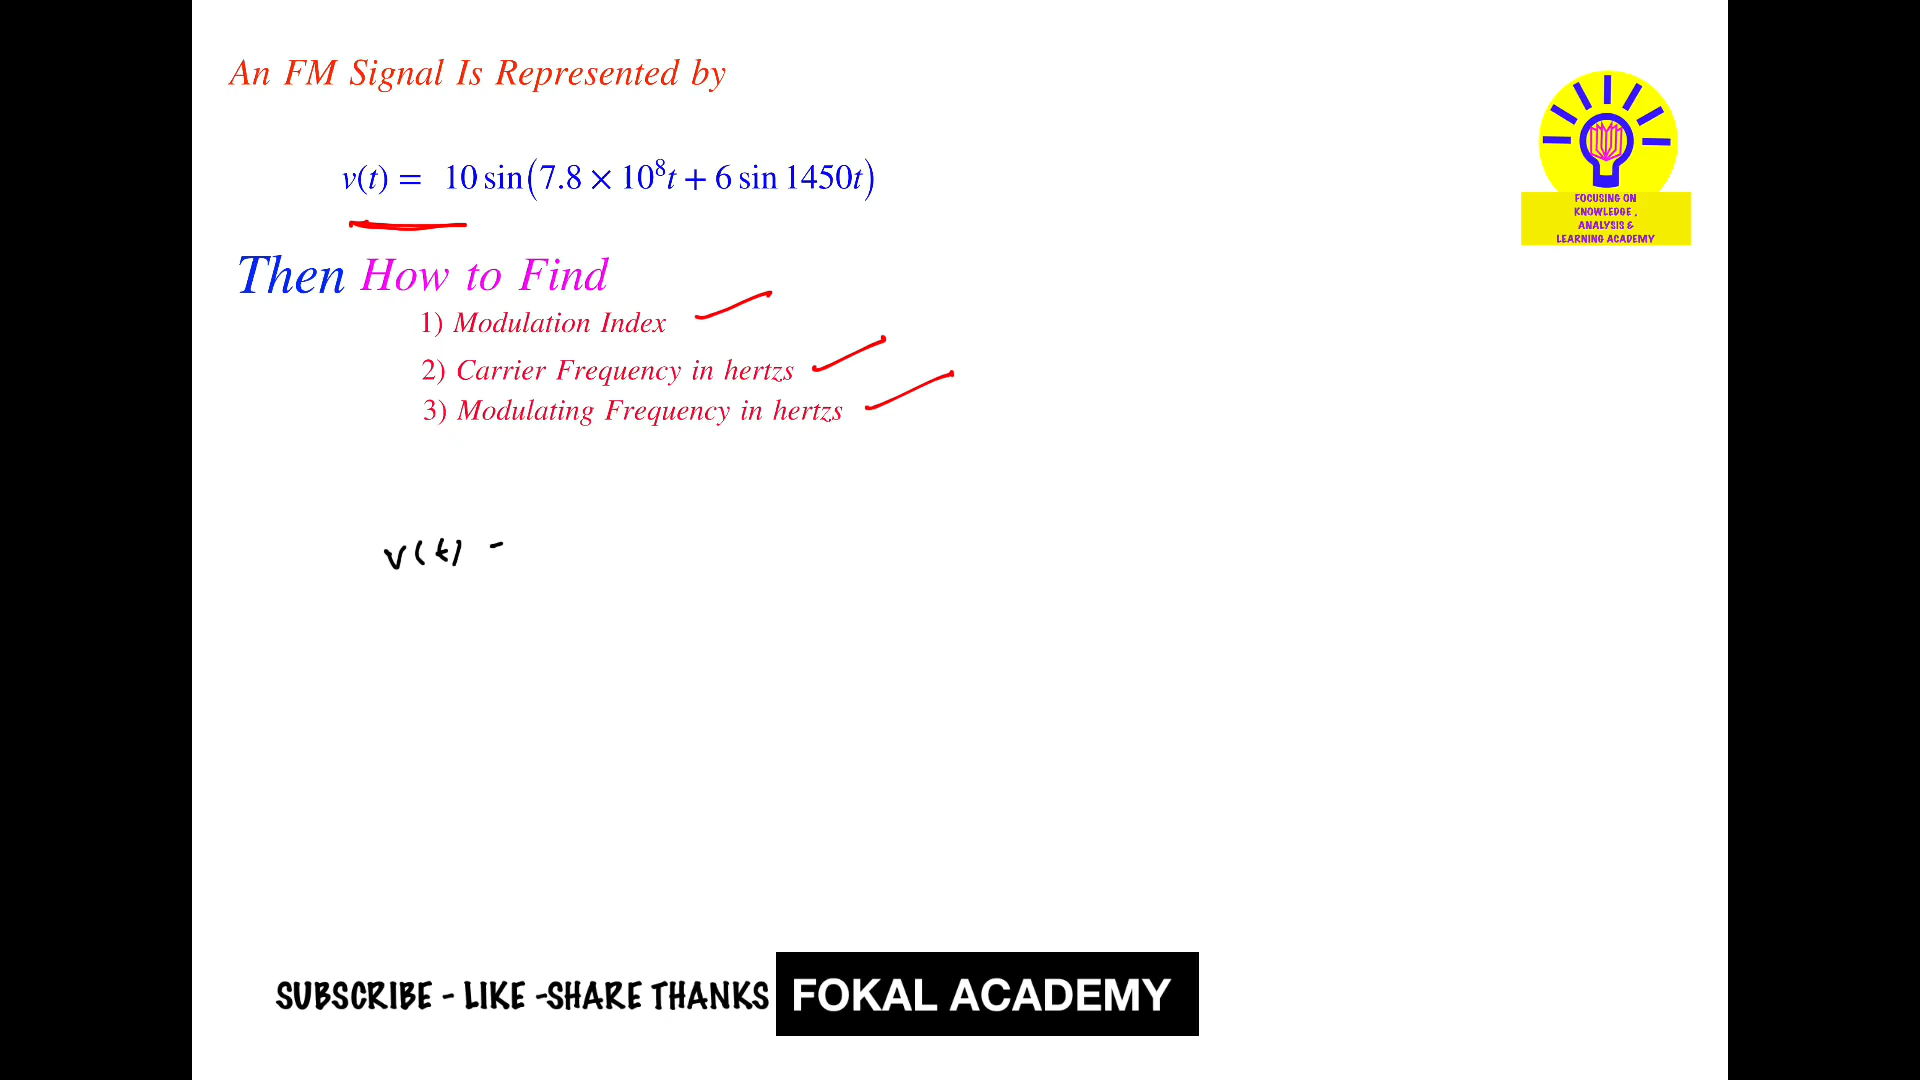 An FM Signal Is Represented by
v(t) = 10 sin(7.8 × 10⁸t + 6 sin 1450t)
Then How to Find
1) Modulation Index
2) Carrier Frequency in hertzs
3) Modulating Frequency in hertzs
v(t) -
FOCUSING ON
KNOWLEDGE ,
ANALYSIS &
LEARNING ACADEMY
SUBSCRIBE - LIKE -SHARE THANKS FOKAL ACADEMY